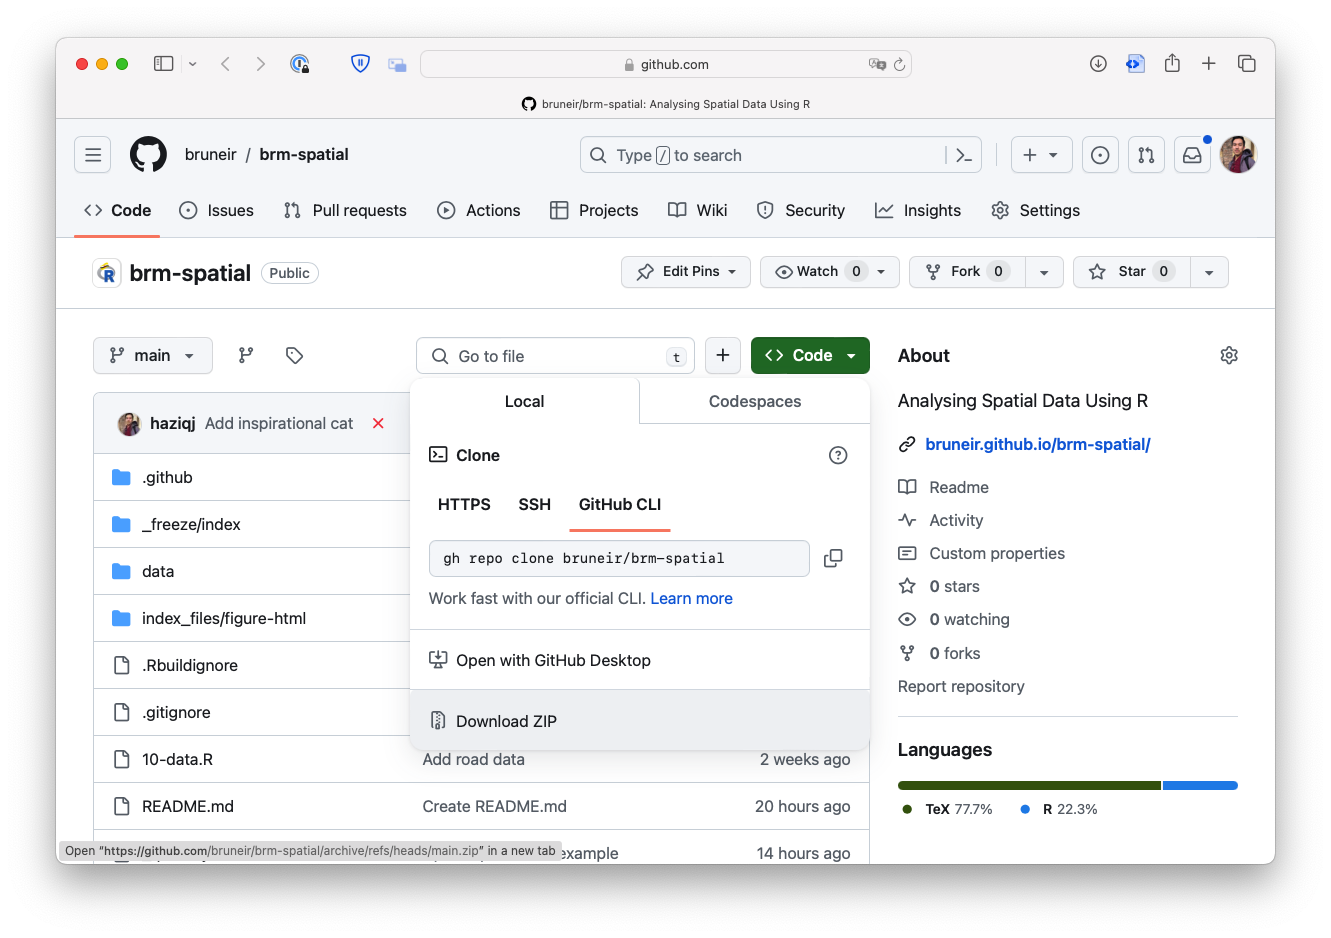 github.com
bruneir/brm-spatial: Analysing Spatial Data Using R
bruneir / brm-spatial
Type / to search
Code Issues Pull requests Actions Projects Wiki Security Insights Settings
R brm-spatial Public
Edit Pins Watch 0 Fork 0 Star 0
main Go to file t + Code
About
Analysing Spatial Data Using R
bruneir.github.io/brm-spatial/
Readme
Activity
Custom properties
0 stars
0 watching
0 forks
Report repository
Languages
TeX 77.7% R 22.3%
Local Codespaces
Clone
HTTPS SSH GitHub CLI
gh repo clone bruneir/brm-spatial
Work fast with our official CLI. Learn more
Open with GitHub Desktop
Download ZIP
haziqj Add inspirational cat
.github
_freeze/index
data
index_files/figure-html
.Rbuildignore
.gitignore
10-data.R Add road data 2 weeks ago
README.md Create README.md 20 hours ago
example 14 hours ago
Open “https://github.com/bruneir/brm-spatial/archive/refs/heads/main.zip” in a new tab